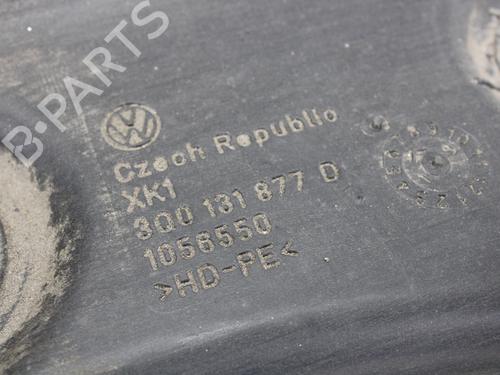 B-PARTS
Czech Republic
XK1
3Q0 131 877 D
1056550
>HD-PE<